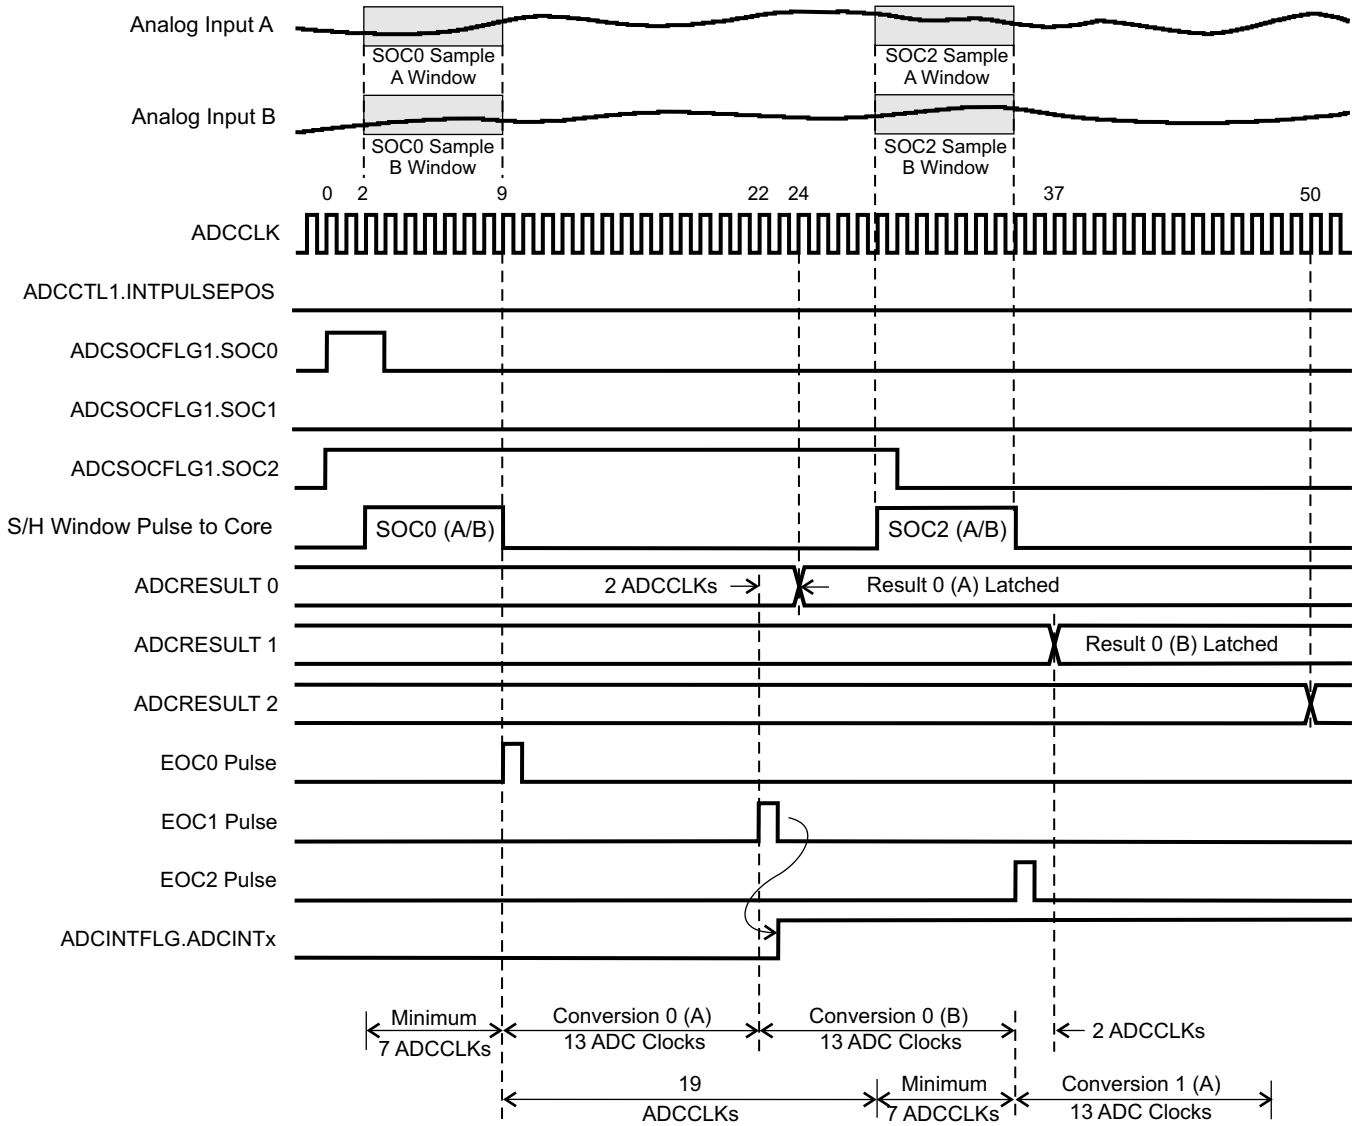 Analog Input A
SOC0 Sample
A Window
SOC2 Sample
A Window
Analog Input B
SOC0 Sample
B Window
SOC2 Sample
B Window
0 2 9 22 24 37 50
ADCCLK
ADCCTL1.INTPULSEPOS
ADCSOCFLG1.SOC0
ADCSOCFLG1.SOC1
ADCSOCFLG1.SOC2
S/H Window Pulse to Core
SOC0 (A/B)
SOC2 (A/B)
ADCRESULT 0
2 ADCCLKs
Result 0 (A) Latched
ADCRESULT 1
Result 0 (B) Latched
ADCRESULT 2
EOC0 Pulse
EOC1 Pulse
EOC2 Pulse
ADCINTFLG.ADCINTx
Minimum
7 ADCCLKs
Conversion 0 (A)
13 ADC Clocks
Conversion 0 (B)
13 ADC Clocks
2 ADCCLKs
19
ADCCLKs
Minimum
7 ADCCLKs
Conversion 1 (A)
13 ADC Clocks